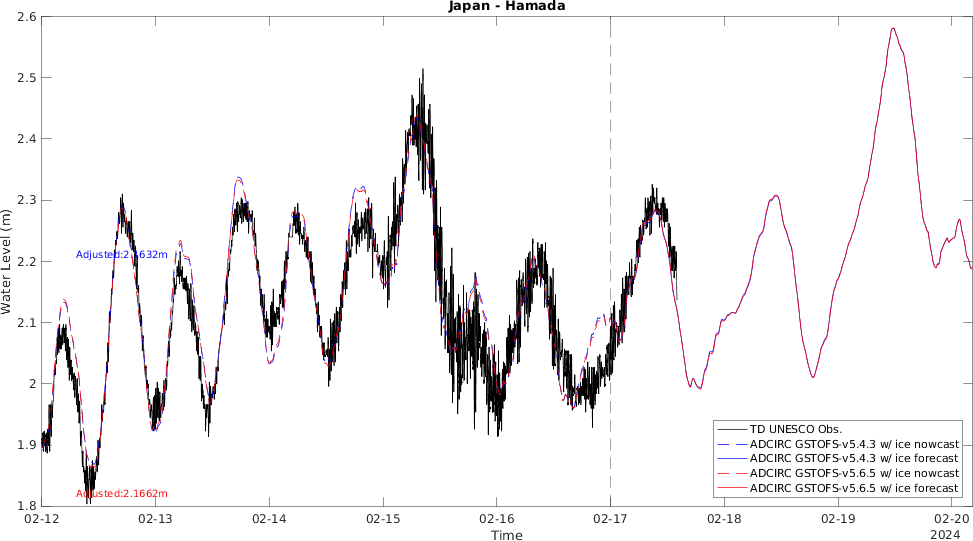 Japan - Hamada
Water Level (m)
2.6
2.5
2.4
2.3
2.2
2.1
2
1.9
1.8
Adjusted:2.1632m
Adjusted:2.1662m
TD UNESCO Obs.
ADCIRC GSTOFS-v5.4.3 w/ ice nowcast
ADCIRC GSTOFS-v5.4.3 w/ ice forecast
ADCIRC GSTOFS-v5.6.5 w/ ice nowcast
ADCIRC GSTOFS-v5.6.5 w/ ice forecast
02-12 02-13 02-14 02-15 02-16 02-17 02-18 02-19 02-20
Time 2024